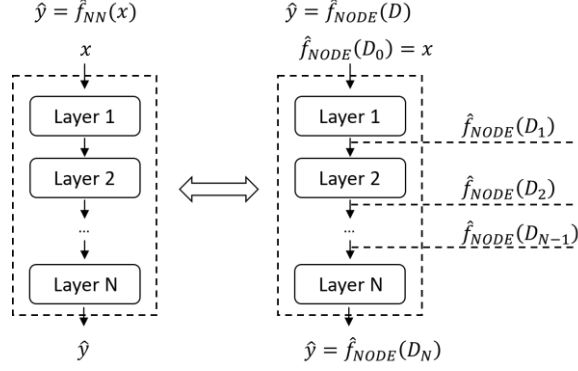 ŷ = f̂_NN(x)
x
Layer 1
Layer 2
...
Layer N
ŷ
ŷ = f̂_NODE(D)
f̂_NODE(D_0) = x
Layer 1
f̂_NODE(D_1)
Layer 2
f̂_NODE(D_2)
...
f̂_NODE(D_{N−1})
Layer N
ŷ = f̂_NODE(D_N)